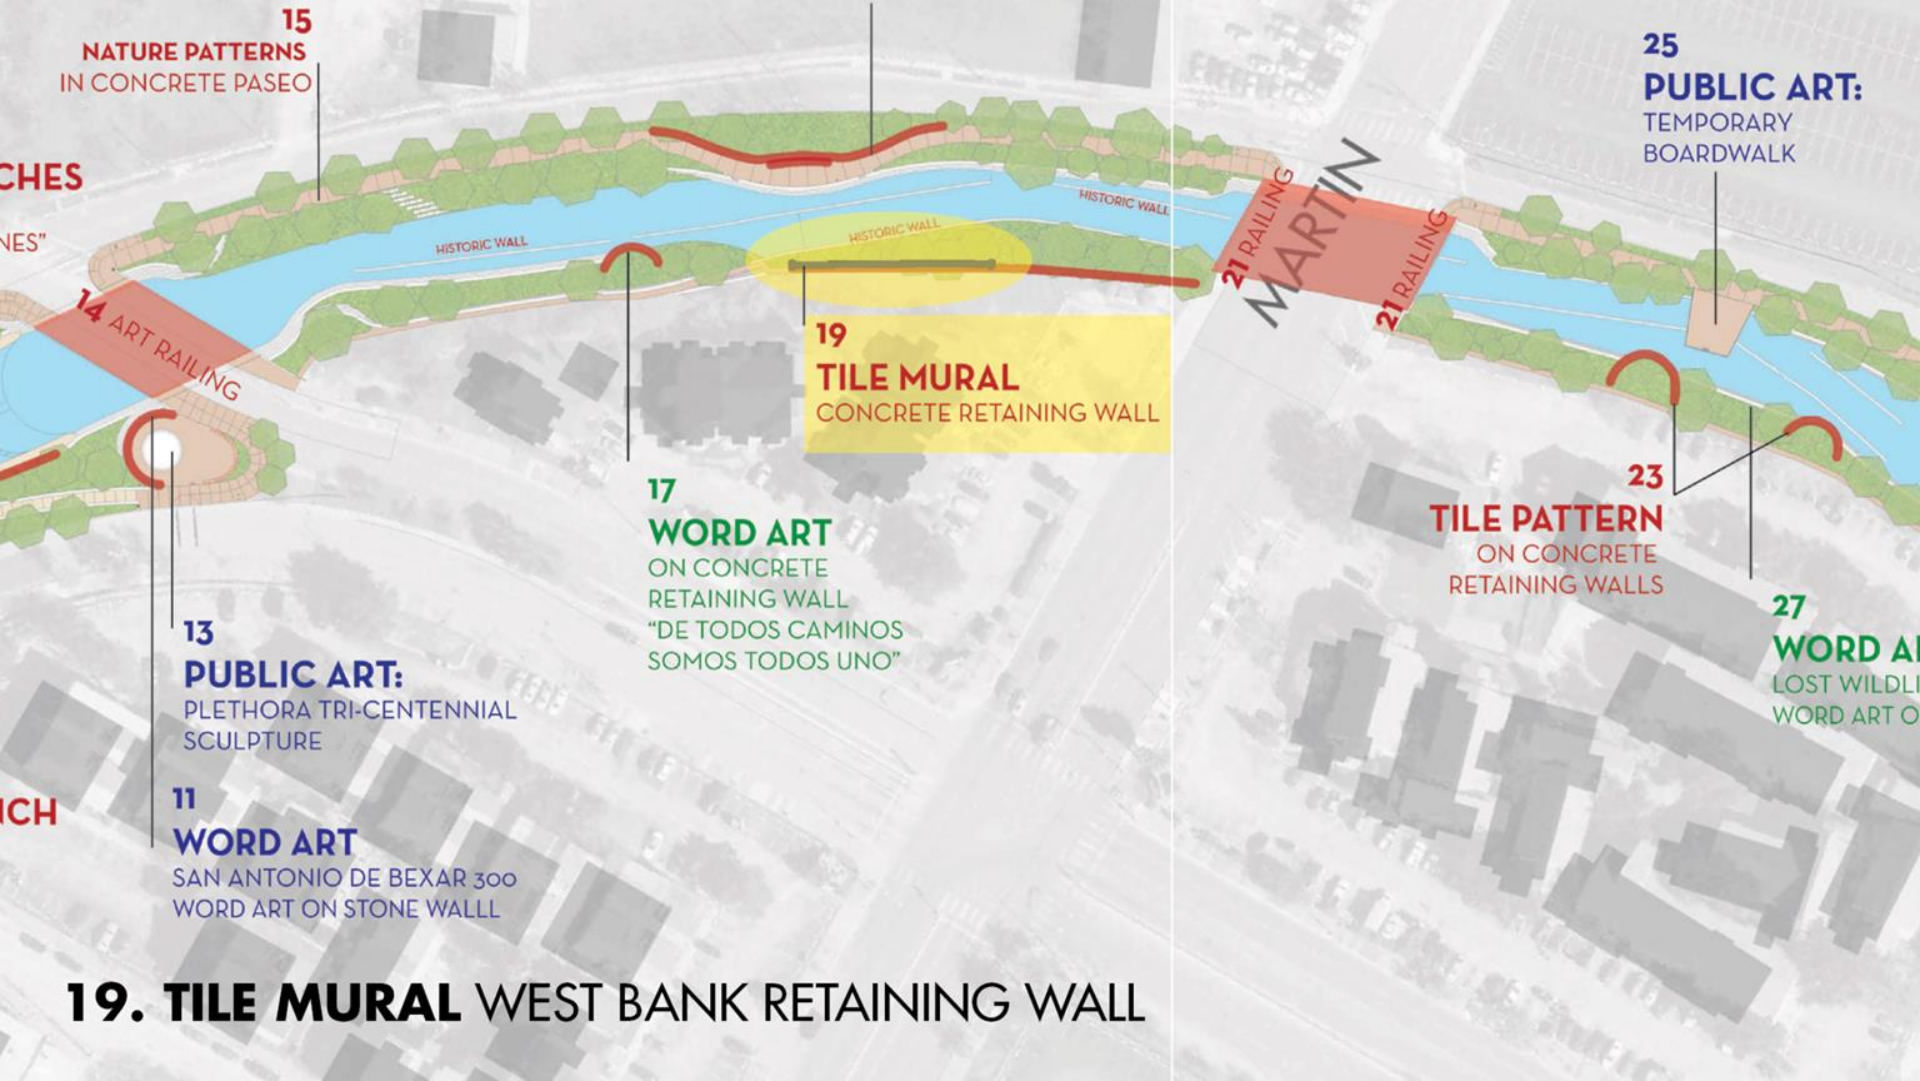 15
NATURE PATTERNS
IN CONCRETE PASEO
CHES
NES”
25
PUBLIC ART:
TEMPORARY
BOARDWALK
HISTORIC WALL
HISTORIC WALL
HISTORIC WALL
21 RAILING
MARTIN
21 RAILING
14 ART RAILING
19
TILE MURAL
CONCRETE RETAINING WALL
17
WORD ART
ON CONCRETE
RETAINING WALL
“DE TODOS CAMINOS
SOMOS TODOS UNO”
23
TILE PATTERN
ON CONCRETE
RETAINING WALLS
27
WORD A
LOST WILDLI
WORD ART O
13
PUBLIC ART:
PLETHORA TRI-CENTENNIAL
SCULPTURE
ICH
11
WORD ART
SAN ANTONIO DE BEXAR 300
WORD ART ON STONE WALLL
19. TILE MURAL WEST BANK RETAINING WALL